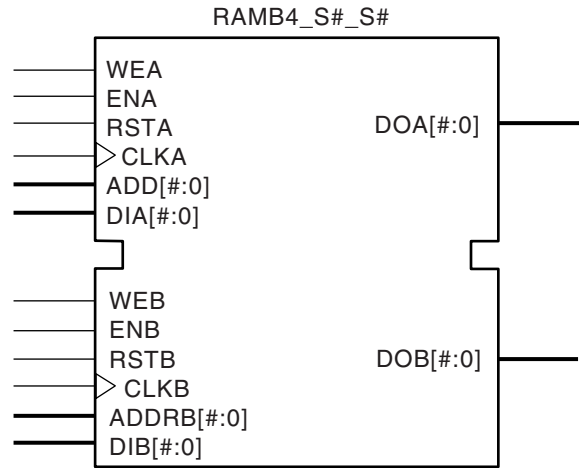 RAMB4_S#_S#
WEA
ENA
RSTA
CLKA
ADD[#:0]
DIA[#:0]
DOA[#:0]
WEB
ENB
RSTB
CLKB
ADDRB[#:0]
DIB[#:0]
DOB[#:0]